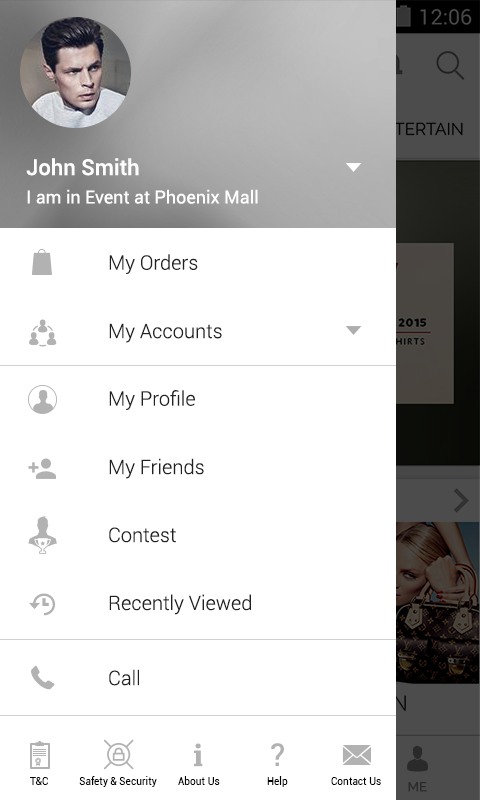 12:06
TERTAIN
John Smith
I am in Event at Phoenix Mall
My Orders
My Accounts
2015
HIRTS
My Profile
My Friends
Contest
Recently Viewed
Call
N
T&C
Safety & Security
About Us
Help
Contact Us
ME